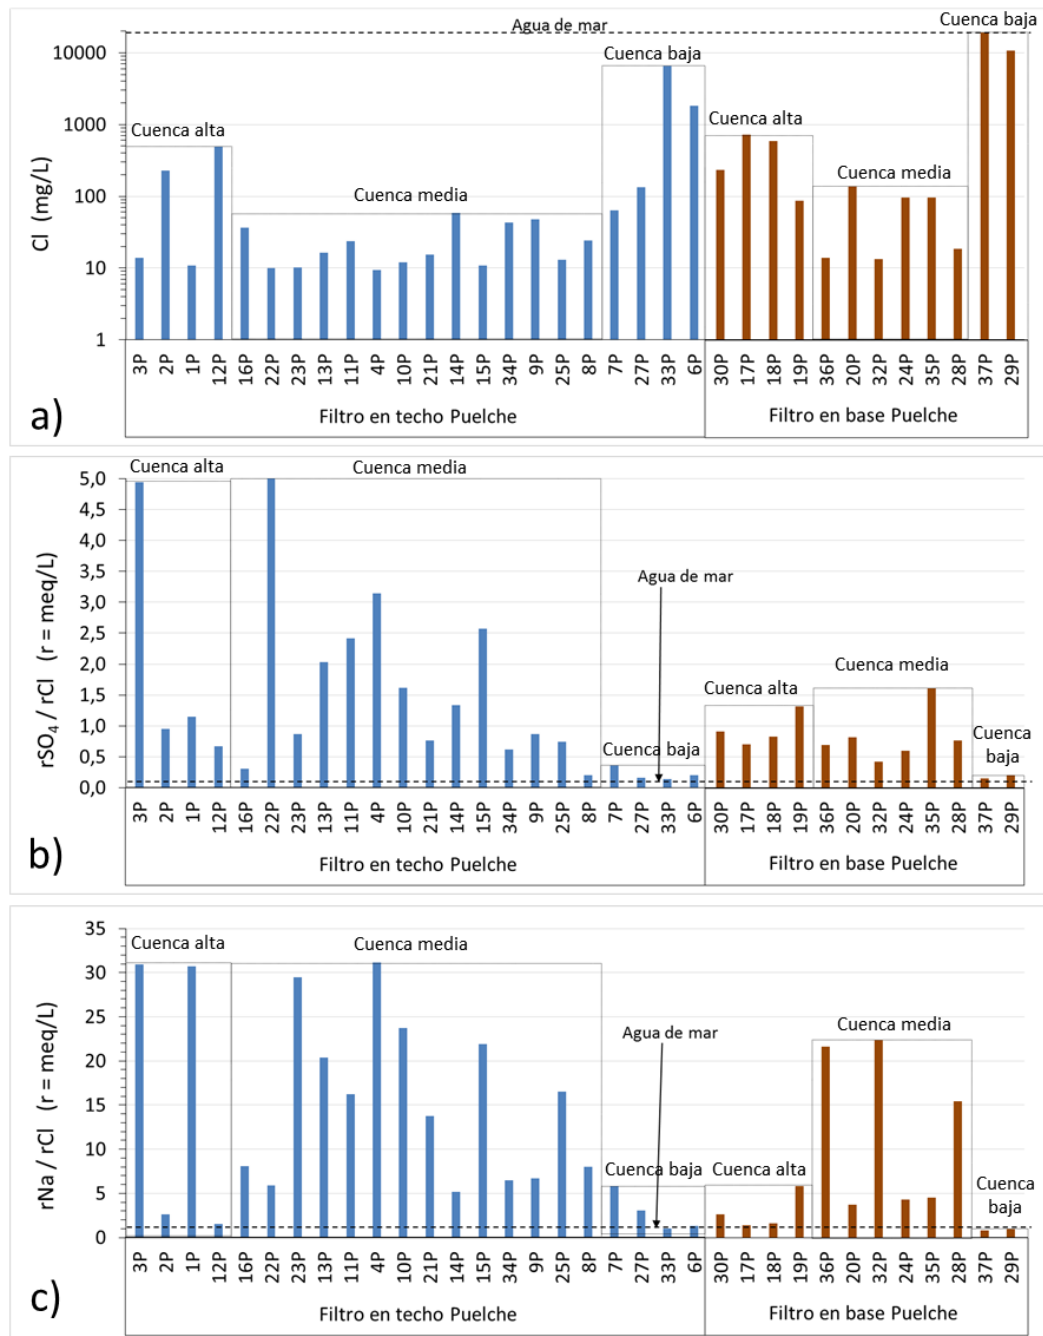 Agua de mar
Cuenca baja
10000
Cuenca baja
1000
Cuenca alta
Cuenca alta
Cuenca media
Cuenca media
100
10
1
Cl (mg/L)
3P 2P 1P 12P 16P 22P 23P 13P 11P 4P 10P 21P 14P 15P 34P 9P 25P 8P 7P 27P 33P 6P 30P 17P 18P 19P 36P 20P 32P 24P 35P 28P 37P 29P
Filtro en techo Puelche
Filtro en base Puelche
a)
Cuenca alta
Cuenca media
5,0
4,5
4,0
3,5
3,0
2,5
2,0
1,5
1,0
0,5
0,0
rSO4 / rCl (r = meq/L)
Agua de mar
Cuenca media
Cuenca alta
Cuenca baja
Cuenca
baja
3P 2P 1P 12P 16P 22P 23P 13P 11P 4P 10P 21P 14P 15P 34P 9P 25P 8P 7P 27P 33P 6P 30P 17P 18P 19P 36P 20P 32P 24P 35P 28P 37P 29P
Filtro en techo Puelche
Filtro en base Puelche
b)
35
30
25
20
15
10
5
0
rNa / rCl (r = meq/L)
Cuenca alta
Cuenca media
Agua de mar
Cuenca media
Cuenca baja
Cuenca alta
Cuenca
baja
3P 2P 1P 12P 16P 22P 23P 13P 11P 4P 10P 21P 14P 15P 34P 9P 25P 8P 7P 27P 33P 6P 30P 17P 18P 19P 36P 20P 32P 24P 35P 28P 37P 29P
Filtro en techo Puelche
Filtro en base Puelche
c)